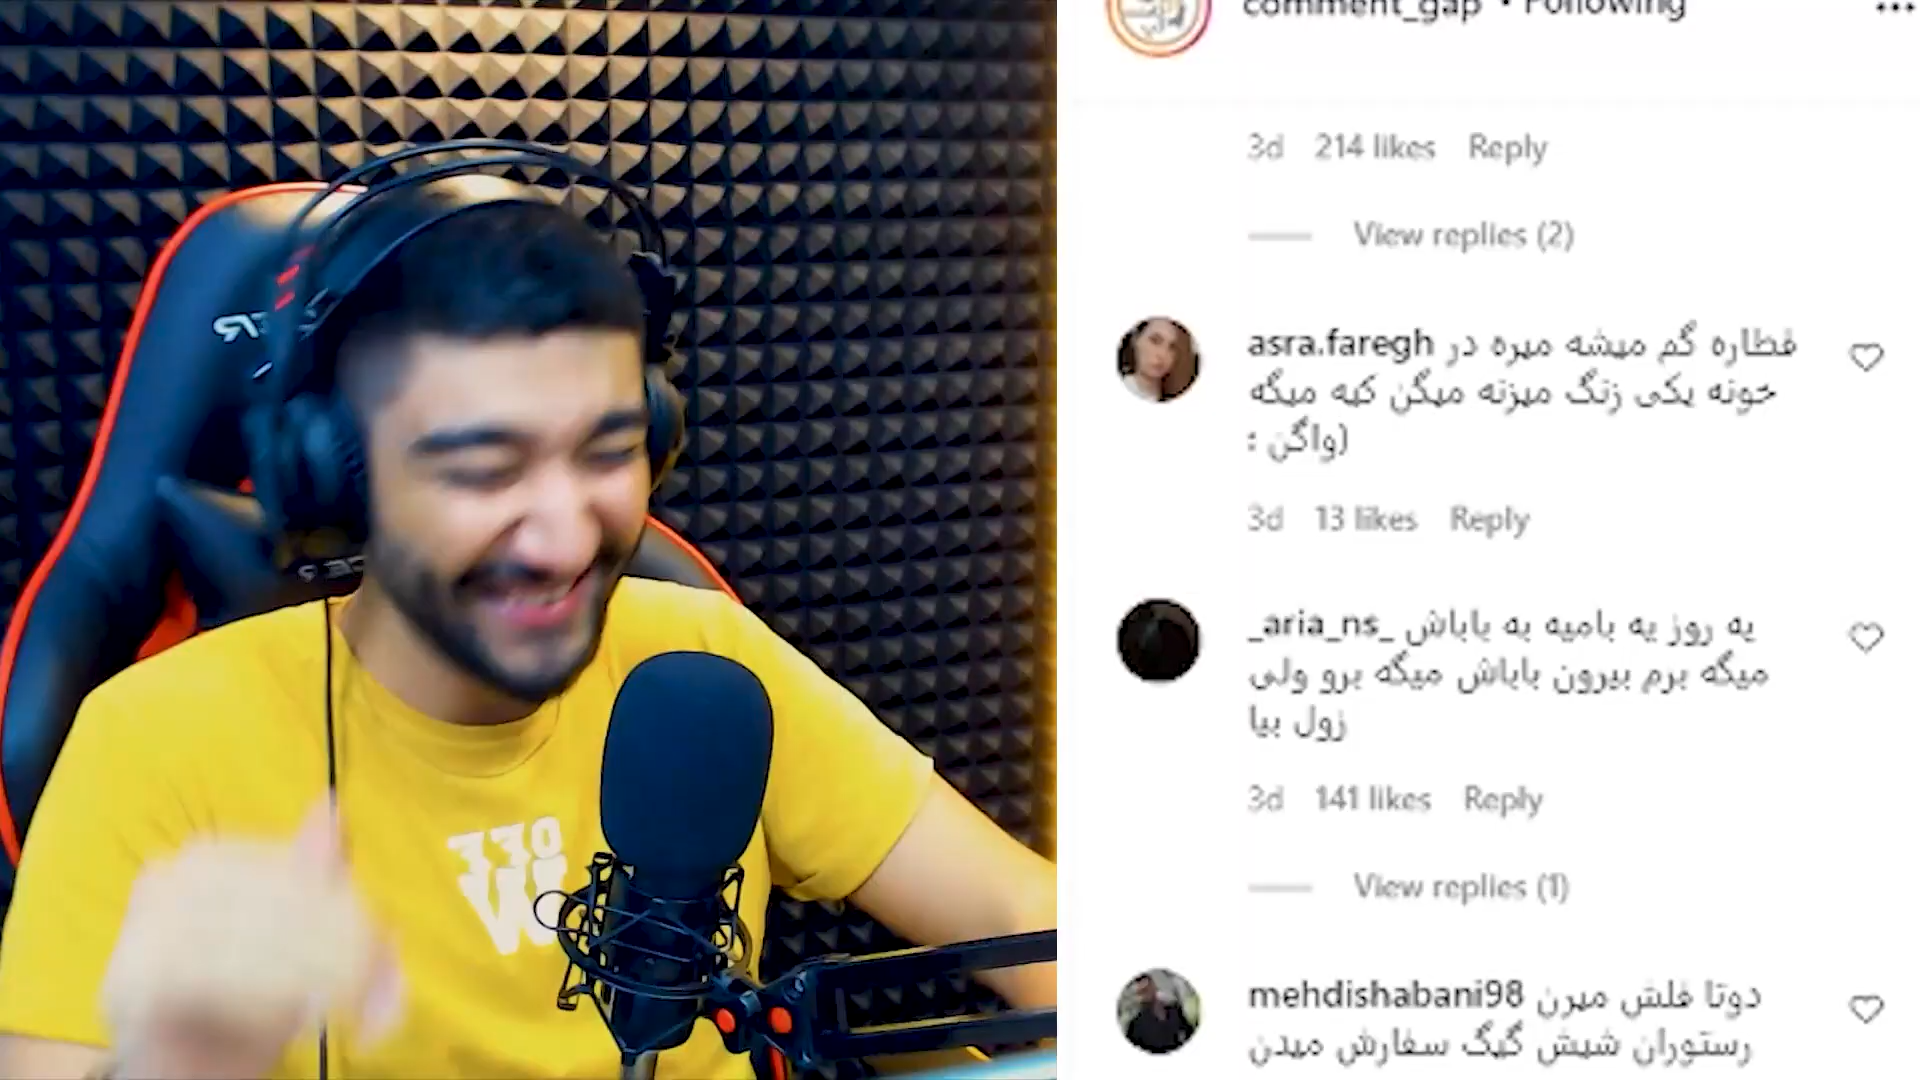 comment_gap • Following
3d 214 likes Reply
View replies (2)
asra.faregh قطاره گم میشه میره در
خونه یکی زنگ میزنه میگن کیه میگه
واگن :)
3d 13 likes Reply
_aria_ns_ یه روز یه بامیه به باباش
میگه برم بیرون باباش میگه برو ولی
زول بیا
3d 141 likes Reply
View replies (1)
mehdishabani98 دوتا فلش میرن
رستوران شیش گیگ سفارش میدن